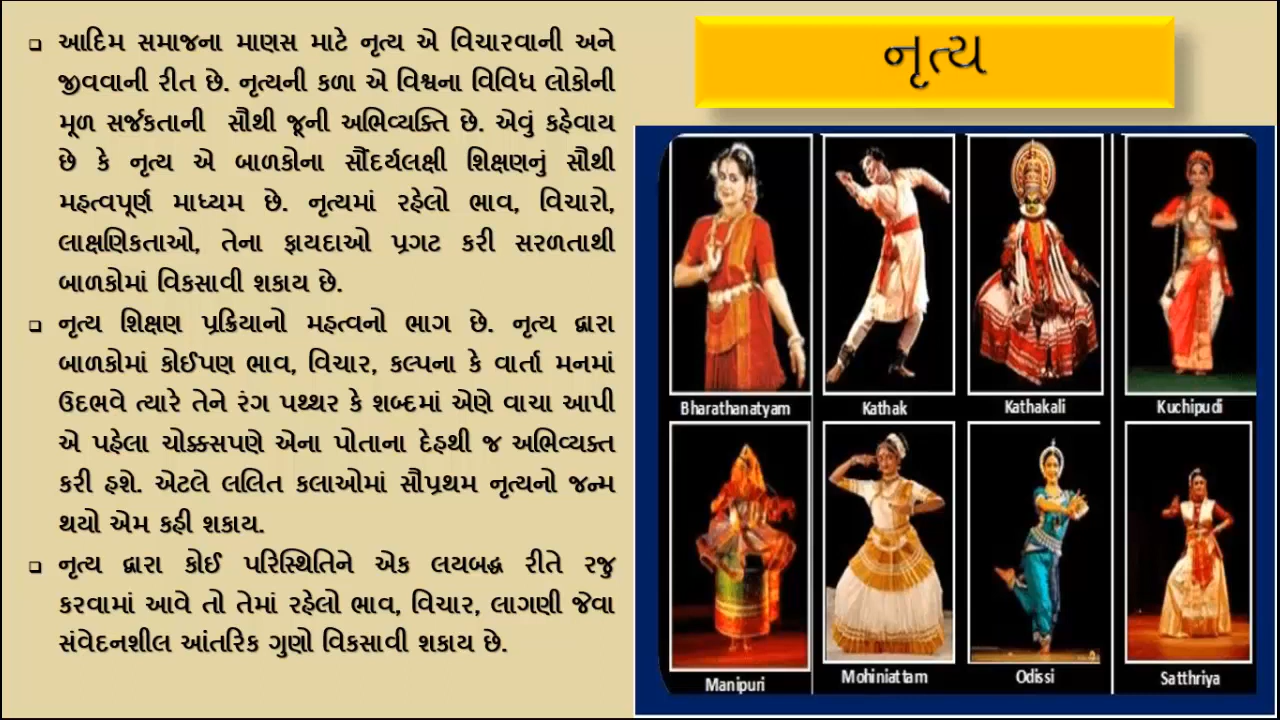 નૃત્ય
આદિમ સમાજના માણસ માટે નૃત્ય એ વિચારવાની અને
જીવવાની રીત છે. નૃત્યની કળા એ વિશ્વના વિવિધ લોકોની
મૂળ સર્જકતાની સૌથી જૂની અભિવ્યક્તિ છે. એવું કહેવાય
છે કે નૃત્ય એ બાળકોના સૌંદર્યલક્ષી શિક્ષણનું સૌથી
મહત્વપૂર્ણ માધ્યમ છે. નૃત્યમાં રહેલો ભાવ, વિચારો,
લાક્ષણિકતાઓ, તેના ફાયદાઓ પ્રગટ કરી સરળતાથી
બાળકોમાં વિકસાવી શકાય છે.
નૃત્ય શિક્ષણ પ્રક્રિયાનો મહત્વનો ભાગ છે. નૃત્ય દ્વારા
બાળકોમાં કોઈપણ ભાવ, વિચાર, કલ્પના કે વાર્તા મનમાં
ઉદભવે ત્યારે તેને રંગ પથ્થર કે શબ્દમાં એણે વાચા આપી
એ પહેલા ચોક્કસપણે એના પોતાના દેહથી જ અભિવ્યક્ત
કરી હશે. એટલે લલિત કલાઓમાં સૌપ્રથમ નૃત્યનો જન્મ
થયો એમ કહી શકાય.
નૃત્ય દ્વારા કોઈ પરિસ્થિતિને એક લયબદ્ધ રીતે રજુ
કરવામાં આવે તો તેમાં રહેલો ભાવ, વિચાર, લાગણી જેવા
સંવેદનશીલ આંતરિક ગુણો વિકસાવી શકાય છે.
Bharathanatyam
Kathak
Kathakali
Kuchipudi
Manipuri
Mohiniattam
Odissi
Satthriya